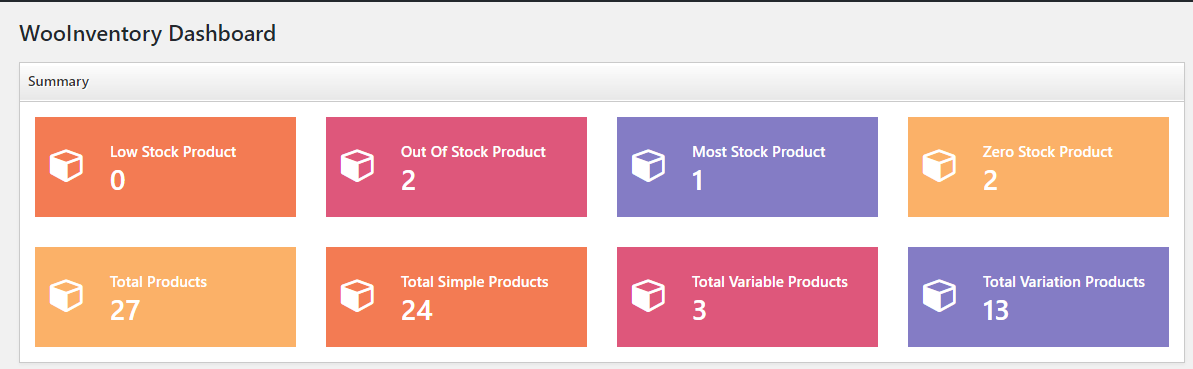 WooInventory Dashboard
Summary
Low Stock Product
0
Out Of Stock Product
2
Most Stock Product
1
Zero Stock Product
2
Total Products
27
Total Simple Products
24
Total Variable Products
3
Total Variation Products
13